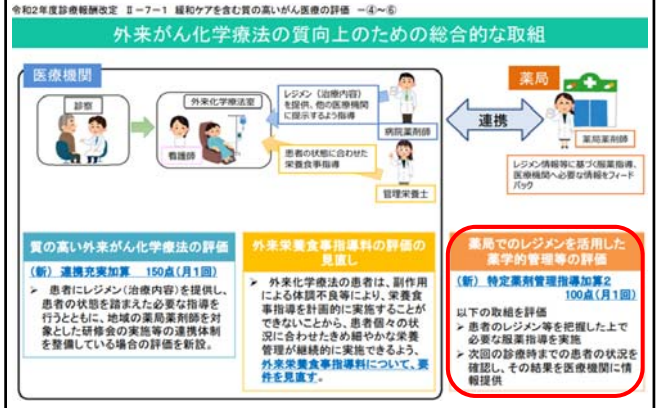 令和2年度診療報酬改定 Ⅱ－7－1 緩和ケアを含む質の高いがん医療の評価 －④～⑥
外来がん化学療法の質向上のための総合的な取組
医療機関
診察
外来化学療法室
看護師
レジメン（治療内容）
を提供、他の医療機関
に提示するよう指導
病院薬剤師
患者の状態に合わせた
栄養食事指導
管理栄養士
連携
薬局
薬局薬剤師
レジメン情報等に基づく服薬指導、
医療機関へ必要な情報をフィード
バック
質の高い外来がん化学療法の評価
（新） 連携充実加算 150点（月1回）
➢ 患者にレジメン（治療内容）を提供し、
患者の状態を踏まえた必要な指導を
行うとともに、地域の薬局薬剤師を対
象とした研修会の実施等の連携体制
を整備している場合の評価を新設。
外来栄養食事指導料の評価の
見直し
➢ 外来化学療法の患者は、副作用
による体調不良等により、栄養食
事指導を計画的に実施することが
できないことから、患者個々の状
況に合わせたきめ細やかな栄養
管理が継続的に実施できるよう、
外来栄養食事指導料について、要
件を見直す。
薬局でのレジメンを活用した
薬学的管理等の評価
（新） 特定薬剤管理指導加算2
100点（月1回）
以下の取組を評価
➢ 患者のレジメン等を把握した上で
必要な服薬指導を実施
➢ 次回の診療時までの患者の状況を
確認し、その結果を医療機関に情
報提供